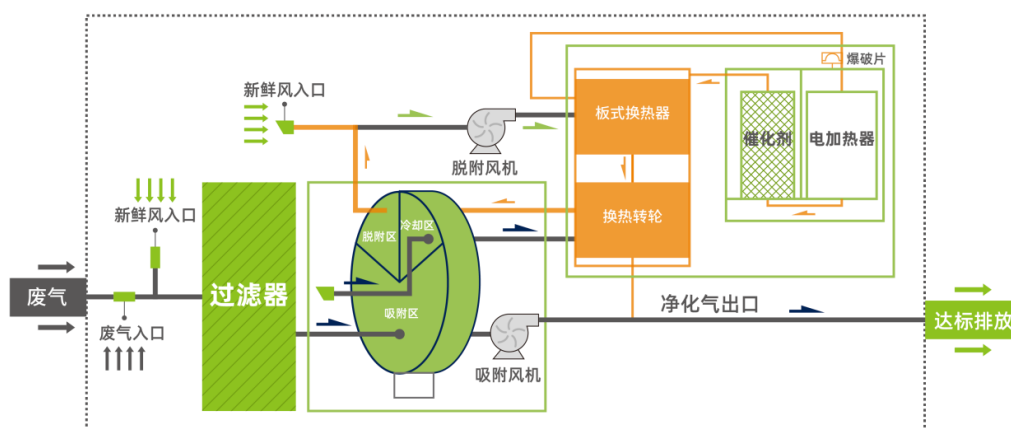 爆破片
新鲜风入口
板式换热器
催化剂
电加热器
脱附风机
新鲜风入口
换热转轮
冷却区
脱附区
废气
过滤器
净化气出口
吸附区
达标排放
废气入口
吸附风机